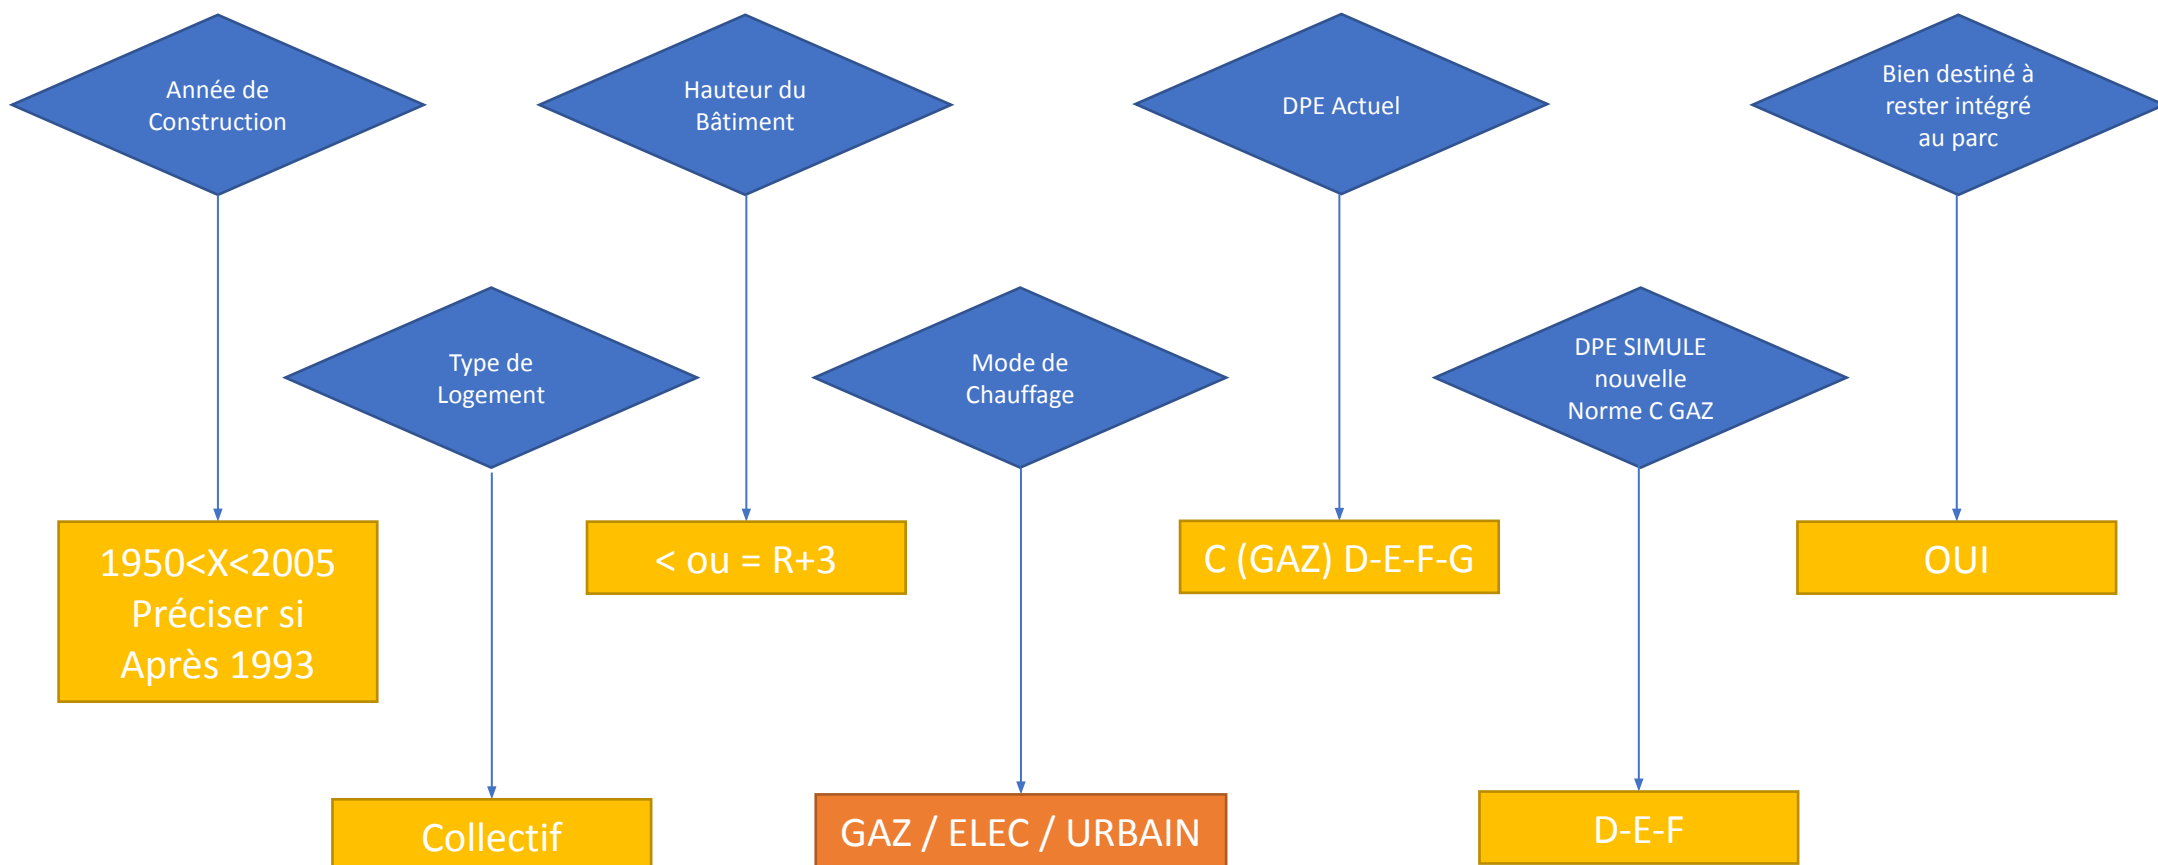 Année de
Construction
Hauteur du
Bâtiment
DPE Actuel
Bien destiné à
rester intégré
au parc
Type de
Logement
Mode de
Chauffage
DPE SIMULE
nouvelle
Norme C GAZ
1950<X<2005
Préciser si
Après 1993
< ou = R+3
C (GAZ) D-E-F-G
OUI
Collectif
GAZ / ELEC / URBAIN
D-E-F